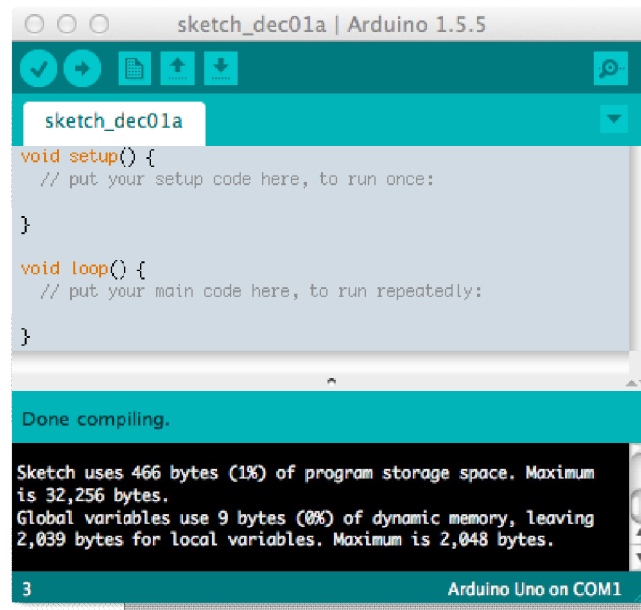 sketch_dec01a | Arduino 1.5.5
sketch_dec01a
void setup() {
  // put your setup code here, to run once:
}
void loop() {
  // put your main code here, to run repeatedly:
}
Done compiling.
Sketch uses 466 bytes (1%) of program storage space. Maximum
is 32,256 bytes.
Global variables use 9 bytes (0%) of dynamic memory, leaving
2,039 bytes for local variables. Maximum is 2,048 bytes.
3 Arduino Uno on COM1